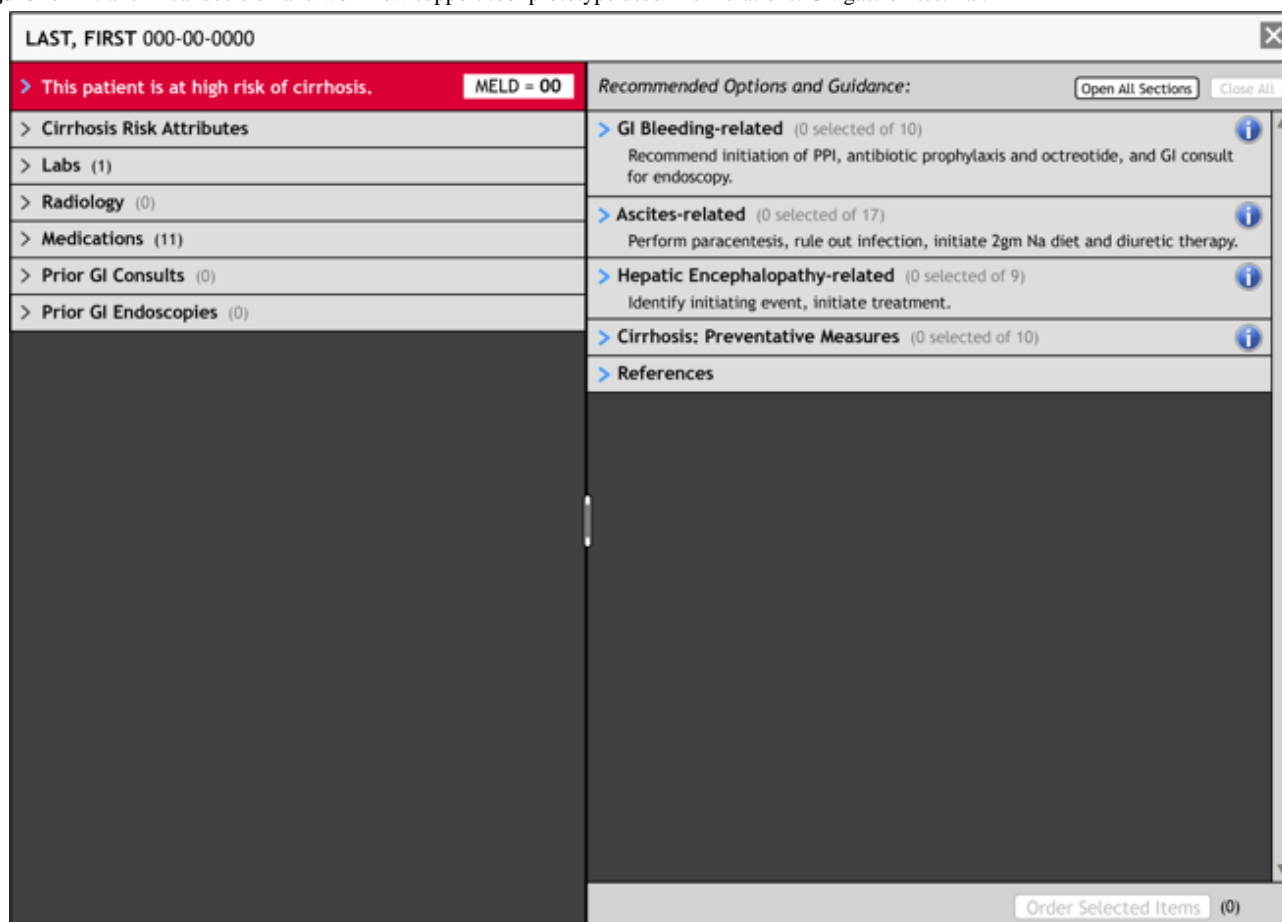 LAST, FIRST 000-00-0000
> This patient is at high risk of cirrhosis. MELD = 00
> Cirrhosis Risk Attributes
> Labs (1)
> Radiology (0)
> Medications (11)
> Prior GI Consults (0)
> Prior GI Endoscopies (0)
Recommended Options and Guidance: Open All Sections Close All
> GI Bleeding-related (0 selected of 10)
Recommend initiation of PPI, antibiotic prophylaxis and octreotide, and GI consult
for endoscopy.
> Ascites-related (0 selected of 17)
Perform paracentesis, rule out infection, initiate 2gm Na diet and diuretic therapy.
> Hepatic Encephalopathy-related (0 selected of 9)
Identify initiating event, initiate treatment.
> Cirrhosis: Preventative Measures (0 selected of 10)
> References
Order Selected Items (0)